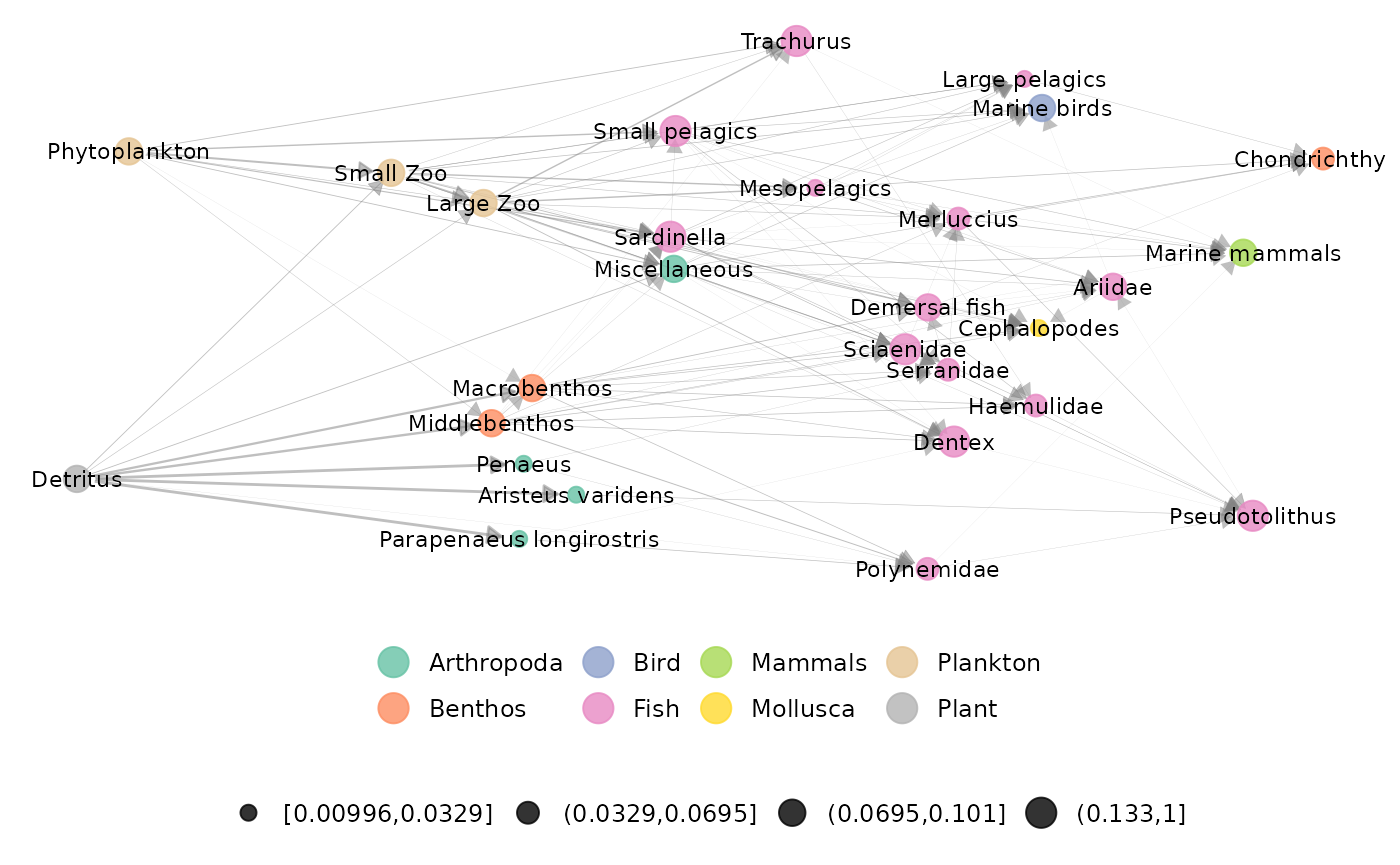 Trachurus
Large pelagics
Marine birds
Small pelagics
Phytoplankton
Chondrichthy
Small Zoo
Mesopelagics
Large Zoo
Merluccius
Sardinella
Marine mammals
Miscellaneous
Ariidae
Demersal fish
Cephalopodes
Sciaenidae
Serranidae
Macrobenthos
Haemulidae
Middlebenthos
Dentex
Penaeus
Detritus
Aristeus varidens
Pseudotolithus
Parapenaeus longirostris
Polynemidae
Arthropoda Bird Mammals Plankton
Benthos Fish Mollusca Plant
[0.00996,0.0329] (0.0329,0.0695] (0.0695,0.101] (0.133,1]